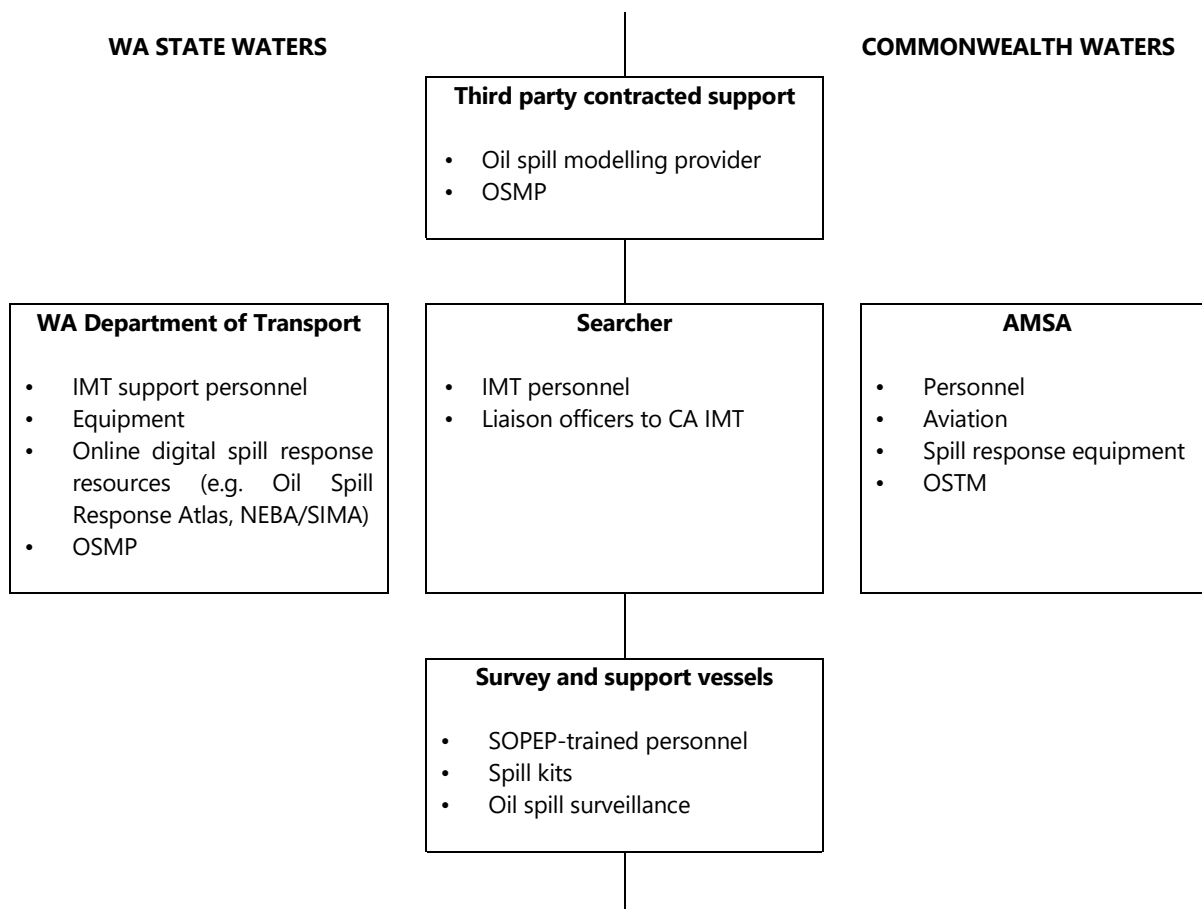 WA STATE WATERS
COMMONWEALTH WATERS
Third party contracted support
• Oil spill modelling provider
• OSMP
WA Department of Transport
• IMT support personnel
• Equipment
• Online digital spill response
resources (e.g. Oil Spill
Response Atlas, NEBA/SIMA)
• OSMP
Searcher
• IMT personnel
• Liaison officers to CA IMT
AMSA
• Personnel
• Aviation
• Spill response equipment
• OSTM
Survey and support vessels
• SOPEP-trained personnel
• Spill kits
• Oil spill surveillance